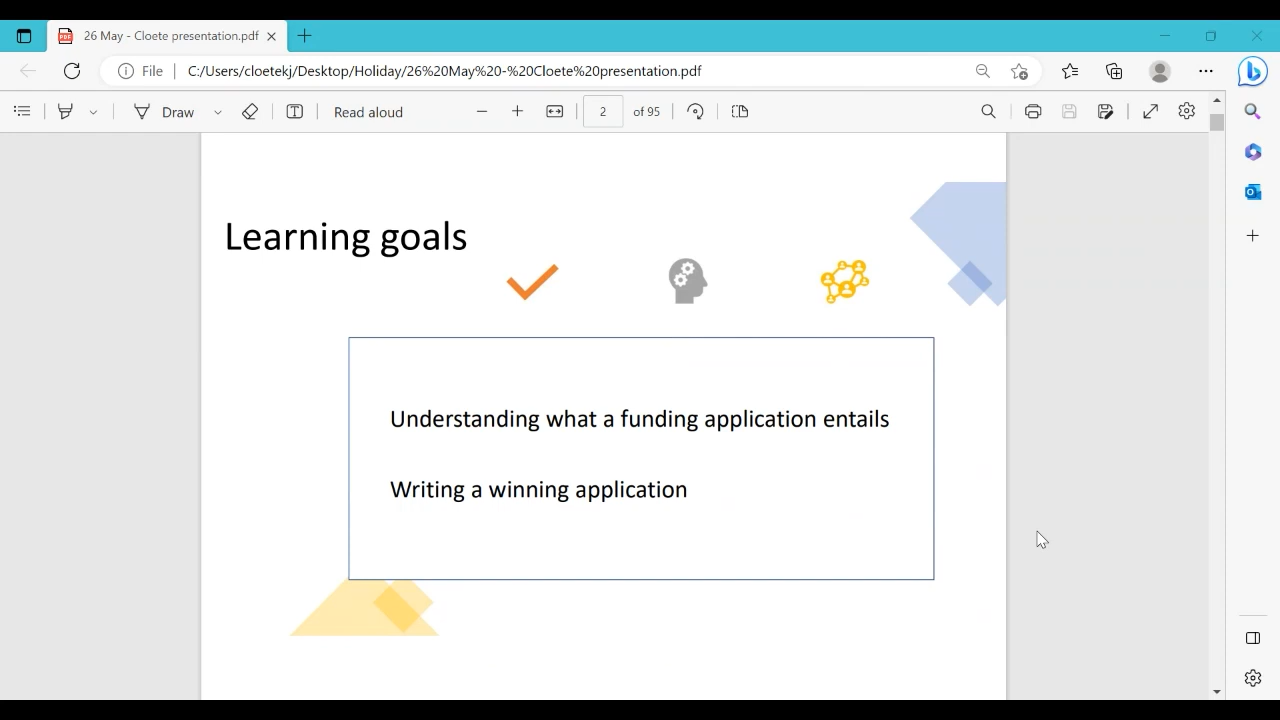 26 May - Cloete presentation.pdf
File
C:/Users/cloetekj/Desktop/Holiday/26%20May%20-%20Cloete%20presentation.pdf
Draw
Read aloud
2
of 95
Learning goals
Understanding what a funding application entails
Writing a winning application